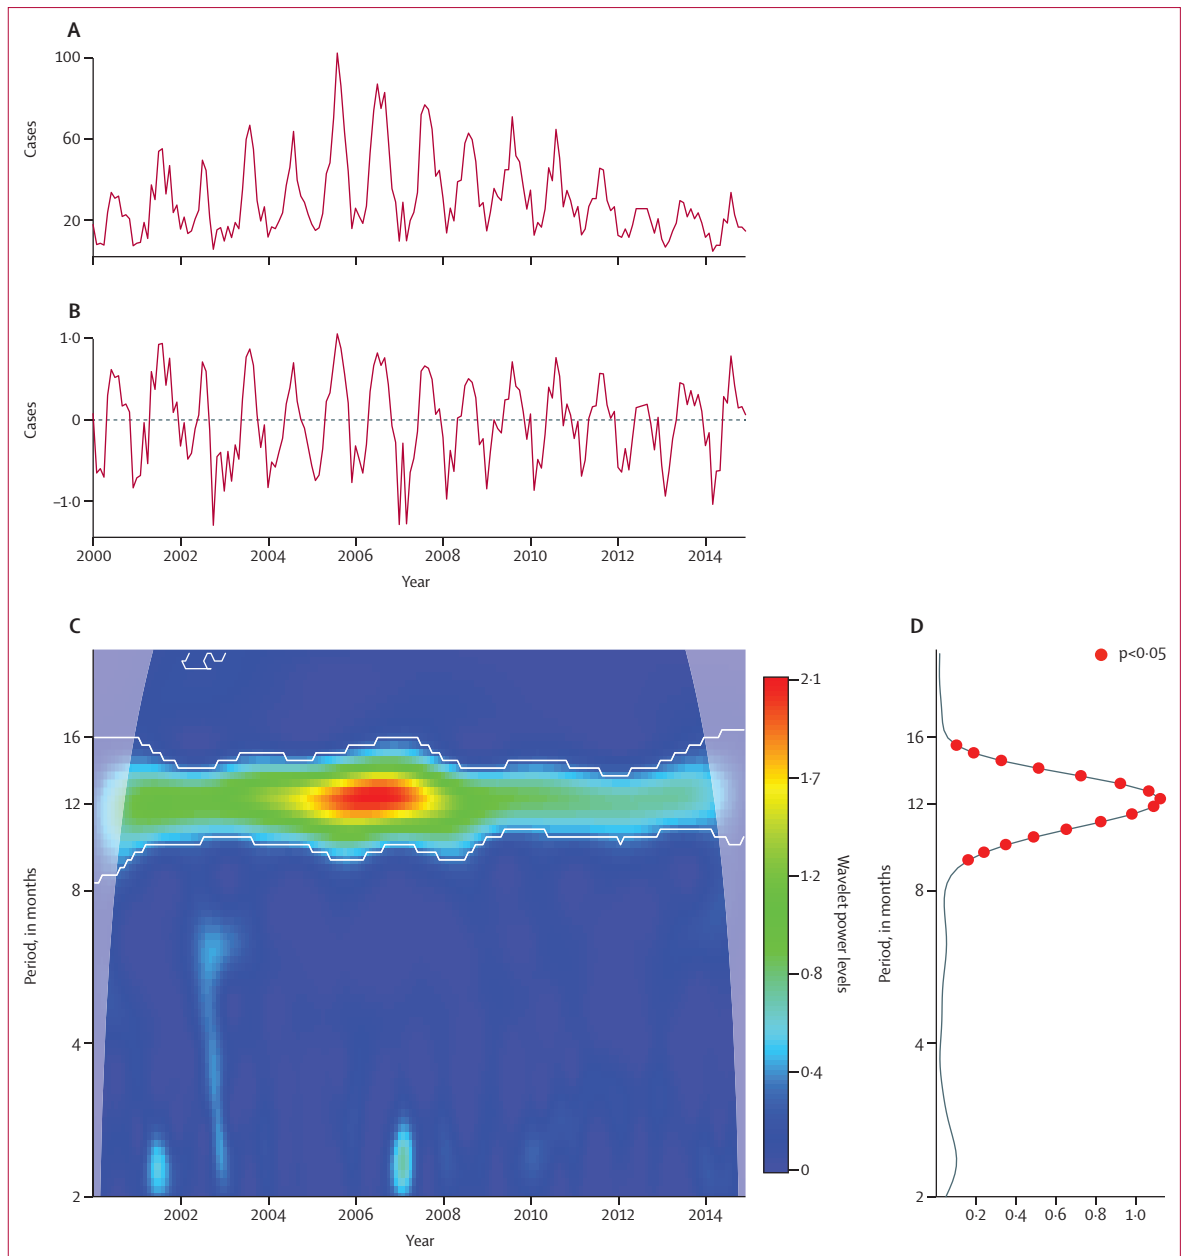 A
100
60
20
Cases
B
1·0
0
–1·0
Cases
2000 2002 2004 2006 2008 2010 2012 2014
Year
C
16
12
8
4
2
Period, in months
2002 2004 2006 2008 2010 2012 2014
Year
2·1
1·7
1·2
0·8
0·4
0
Wavelet power levels
D
p<0·05
16
12
8
4
2
Period, in months
0·2 0·4 0·6 0·8 1·0